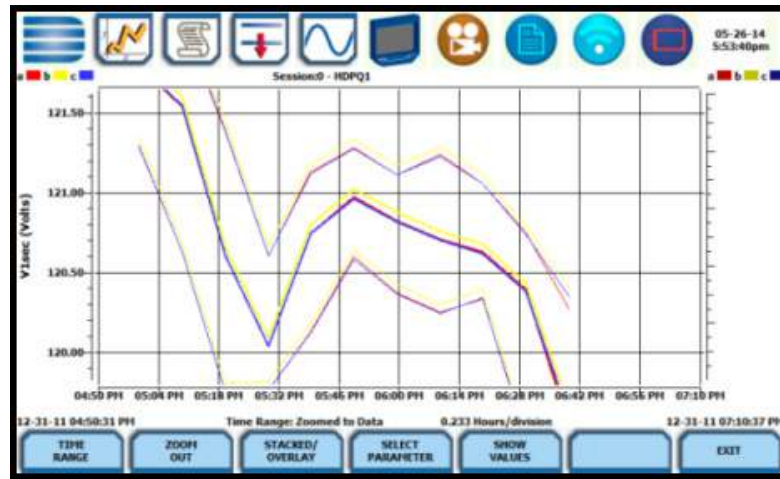 05-26-14
5:53:40pm
a b c Session:0 - HDPQ1 a b c
121.50
121.00
120.50
120.00
V1sec (Volts)
04:50 PM 05:04 PM 05:18 PM 05:32 PM 05:46 PM 06:00 PM 06:14 PM 06:28 PM 06:42 PM 06:56 PM 07:10 PM
12-31-11 04:50:31 PM Time Range: Zoomed to Data 0.233 Hours/division 12-31-11 07:10:37 PM
TIME RANGE
ZOOM OUT
STACKED/ OVERLAY
SELECT PARAMETER
SHOW VALUES
EXIT